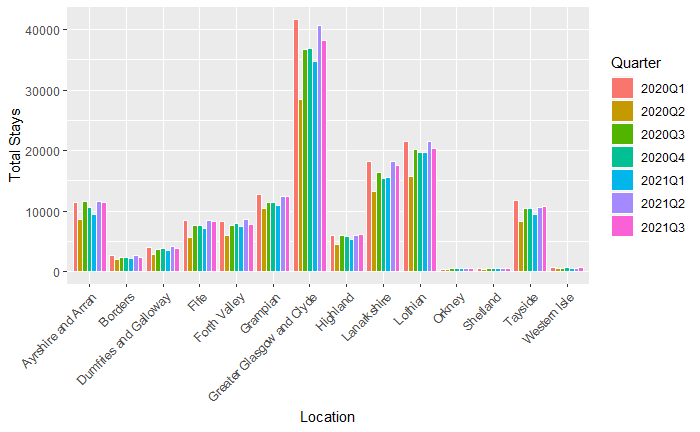 Total Stays
40000
30000
20000
10000
0
Ayrshire and Arran
Borders
Dumfries and Galloway
Fife
Forth Valley
Grampian
Greater Glasgow and Clyde
Highland
Lanarkshire
Lothian
Orkney
Shetland
Tayside
Western Isle
Location
Quarter
2020Q1
2020Q2
2020Q3
2020Q4
2021Q1
2021Q2
2021Q3